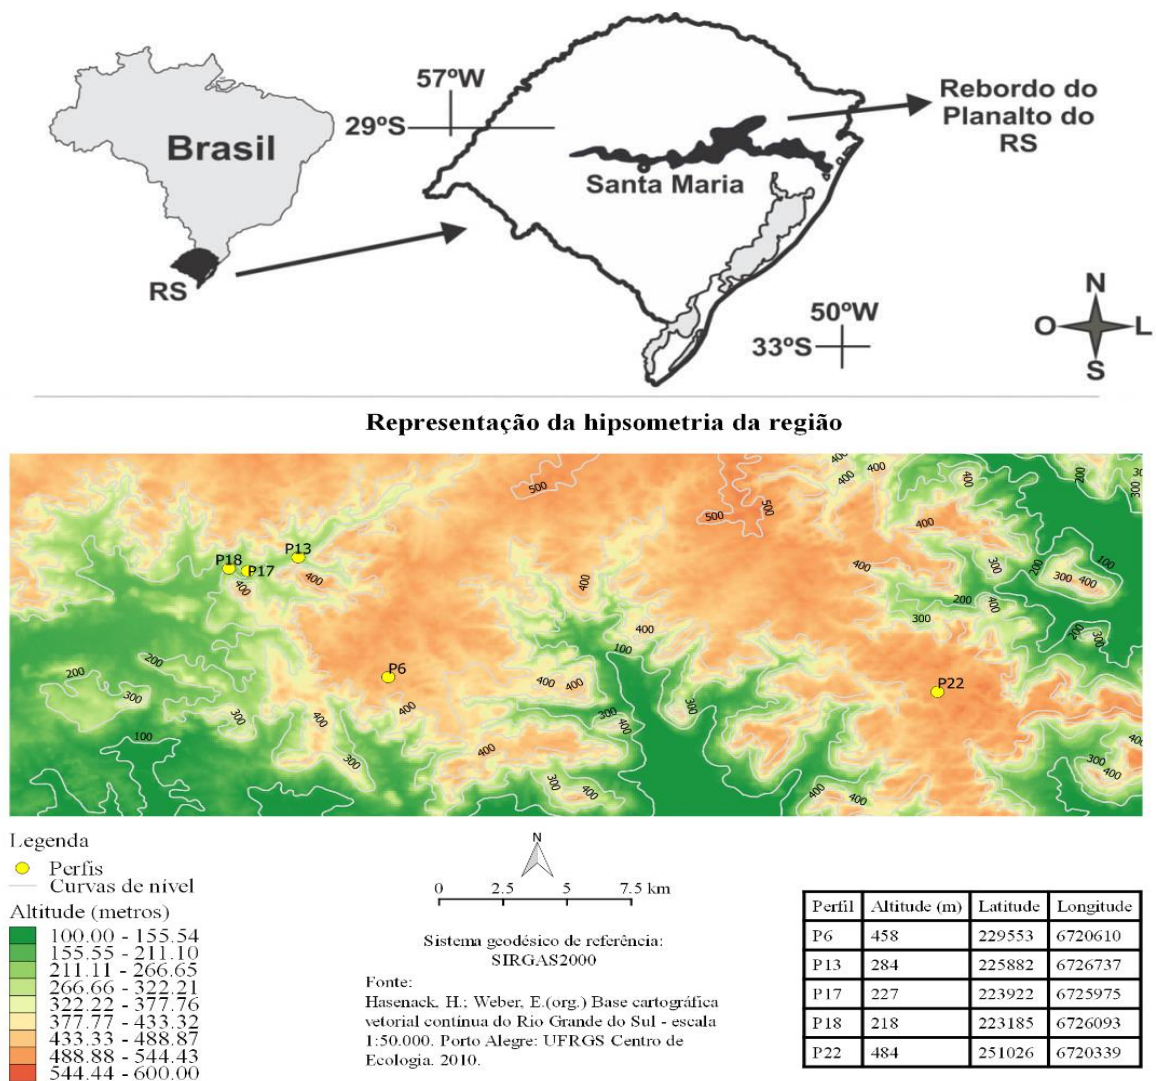 Brasil
RS
57ºW
29ºS
Santa Maria
Rebordo do
Planalto do
RS
50ºW
33ºS
N
O
L
S
Representação da hipsometria da região
400
400
400
400
200
300
300
500
500
500
400
P13
P18
P17
400
400
400
400
300
200
100
300
400
200
400
300
400
100
200
300
P6
P22
200
200
300
400
400
400
300
300
300
400
400
400
100
300
300
400
400
400
400
400
Legenda
Perfis
Curvas de nível
Altitude (metros)
100.00 - 155.54
155.55 - 211.10
211.11 - 266.65
266.66 - 322.21
322.22 - 377.76
377.77 - 433.32
433.33 - 488.87
488.88 - 544.43
544.44 - 600.00
N
0 2.5 5 7.5 km
Sistema geodésico de referência:
SIRGAS2000
Fonte:
Hasenack, H.; Weber, E.(org.) Base cartográfica
vetorial contínua do Rio Grande do Sul - escala
1:50.000. Porto Alegre: UFRGS Centro de
Ecologia. 2010.
Perfil Altitude (m) Latitude Longitude
P6 458 229553 6720610
P13 284 225882 6726737
P17 227 223922 6725975
P18 218 223185 6726093
P22 484 251026 6720339